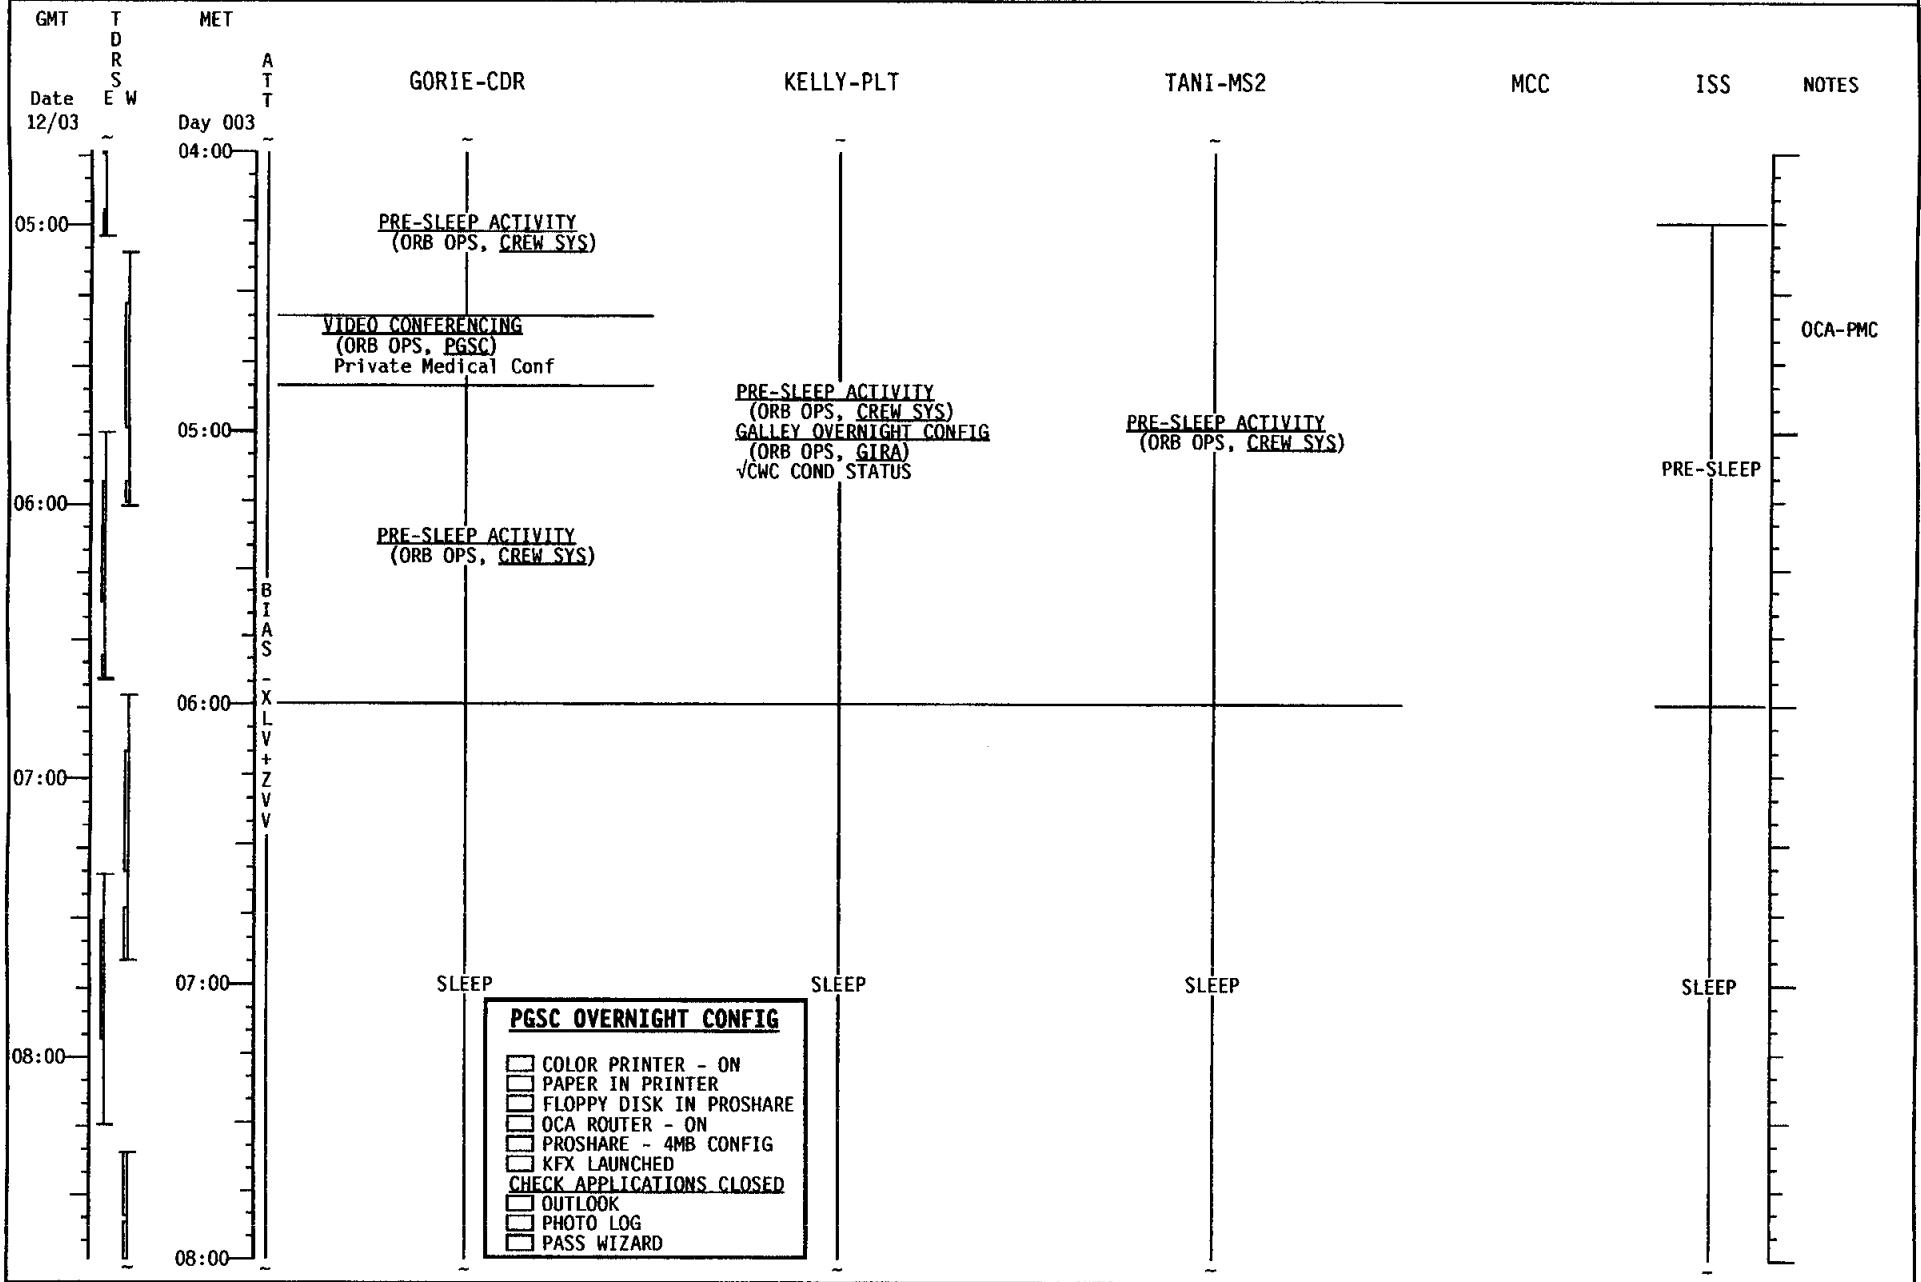 GMT
TDRS
E W
MET
ATT
GORIE-CDR
KELLY-PLT
TANI-MS2
MCC
ISS
NOTES
Date
12/03
Day 003
04:00
05:00
PRE-SLEEP ACTIVITY
(ORB OPS, CREW SYS)
VIDEO CONFERENCING
(ORB OPS, PGSC)
Private Medical Conf
OCA-PMC
PRE-SLEEP ACTIVITY
(ORB OPS, CREW SYS)
GALLEY OVERNIGHT CONFIG
(ORB OPS, GIRA)
√CWC COND STATUS
05:00
PRE-SLEEP ACTIVITY
(ORB OPS, CREW SYS)
PRE-SLEEP
06:00
PRE-SLEEP ACTIVITY
(ORB OPS, CREW SYS)
BIAS -XLV+ZVV
06:00
07:00
07:00
SLEEP
SLEEP
SLEEP
SLEEP
PGSC OVERNIGHT CONFIG
08:00
COLOR PRINTER - ON
PAPER IN PRINTER
FLOPPY DISK IN PROSHARE
OCA ROUTER - ON
PROSHARE - 4MB CONFIG
KFX LAUNCHED
CHECK APPLICATIONS CLOSED
OUTLOOK
PHOTO LOG
PASS WIZARD
08:00